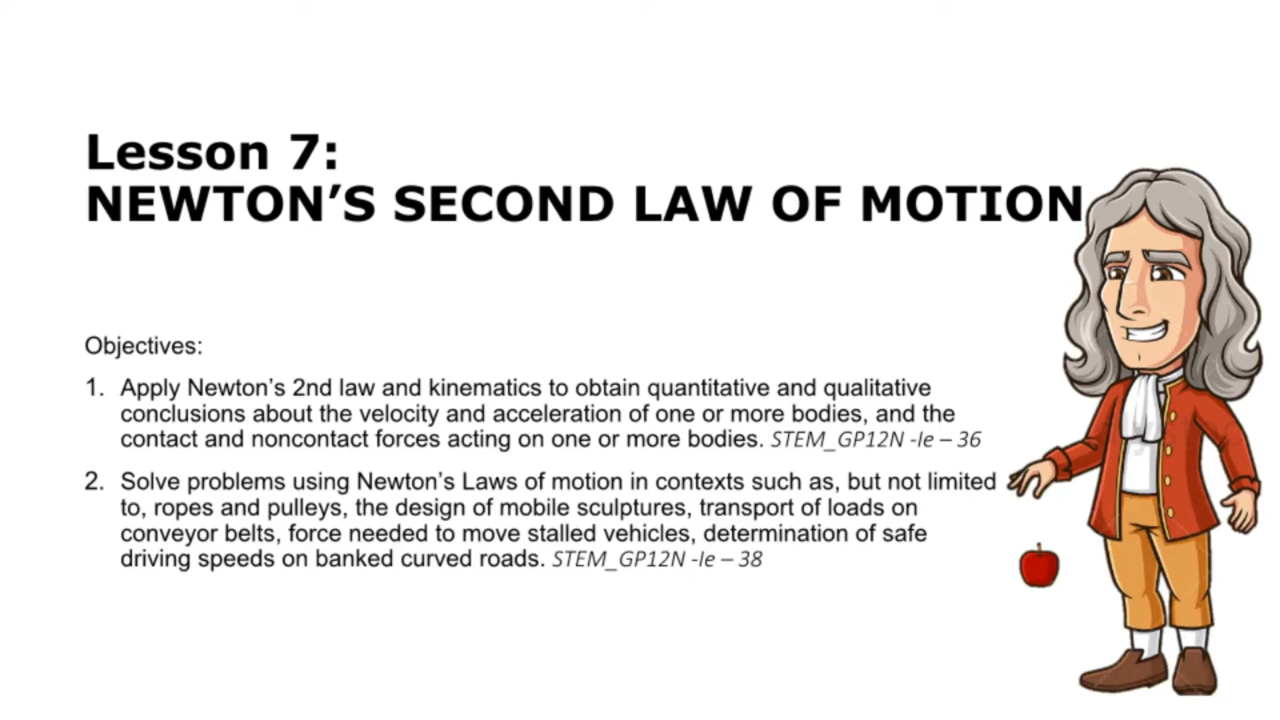 Lesson 7:
NEWTON’S SECOND LAW OF MOTION
Objectives:
1. Apply Newton’s 2nd law and kinematics to obtain quantitative and qualitative
conclusions about the velocity and acceleration of one or more bodies, and the
contact and noncontact forces acting on one or more bodies. STEM_GP12N -Ie – 36
2. Solve problems using Newton’s Laws of motion in contexts such as, but not limited
to, ropes and pulleys, the design of mobile sculptures, transport of loads on
conveyor belts, force needed to move stalled vehicles, determination of safe
driving speeds on banked curved roads. STEM_GP12N -Ie – 38